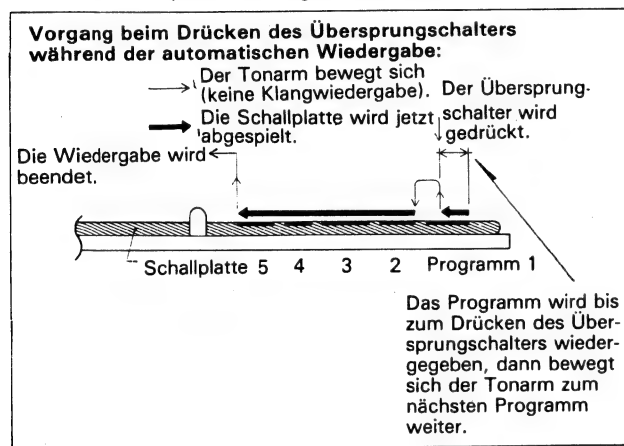 Vorgang beim Drücken des Übersprungschalters
während der automatischen Wiedergabe:
Der Tonarm bewegt sich
(keine Klangwiedergabe).
Die Schallplatte wird jetzt
abgespielt.
Der Übersprung-
schalter wird
gedrückt.
Die Wiedergabe wird
beendet.
Schallplatte 5 4 3 2 Programm 1
Das Programm wird bis
zum Drücken des Über-
sprungschalters wieder-
gegeben, dann bewegt
sich der Tonarm zum
nächsten Programm
weiter.